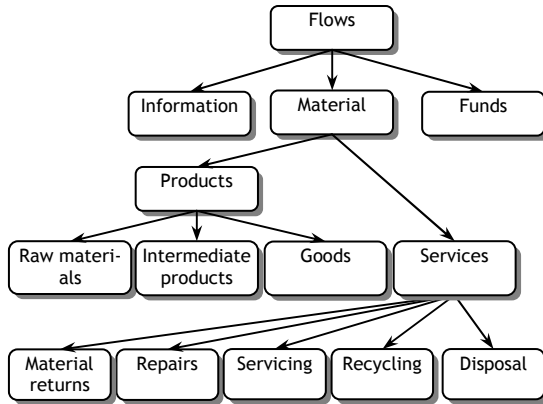 Flows
Information
Material
Funds
Products
Raw materi-
als
Intermediate
products
Goods
Services
Material
returns
Repairs
Servicing
Recycling
Disposal